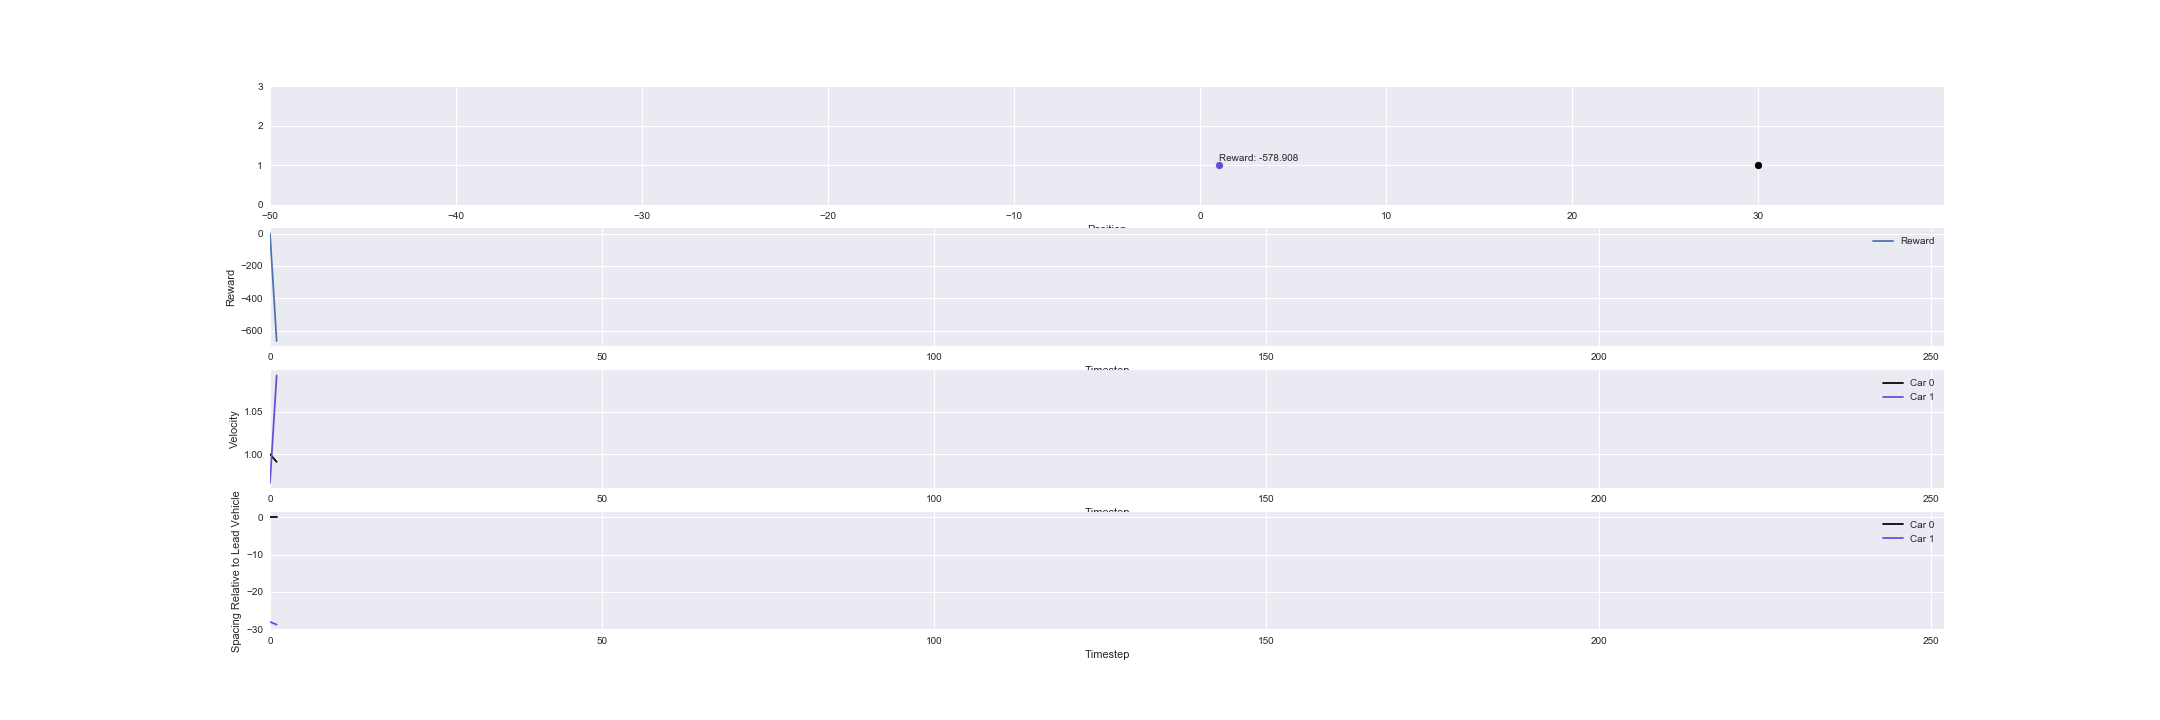 3
2
1
0
Reward: -578.908
−50 −40 −30 −20 −10 0 10 20 30
Position
0
−200
−400
−600
Reward
Reward
0 50 100 150 200 250
Timestep
1.05
1.00
Velocity
Car 0
Car 1
0 50 100 150 200 250
Timestep
0
−10
−20
−30
Spacing Relative to Lead Vehicle
Car 0
Car 1
0 50 100 150 200 250
Timestep